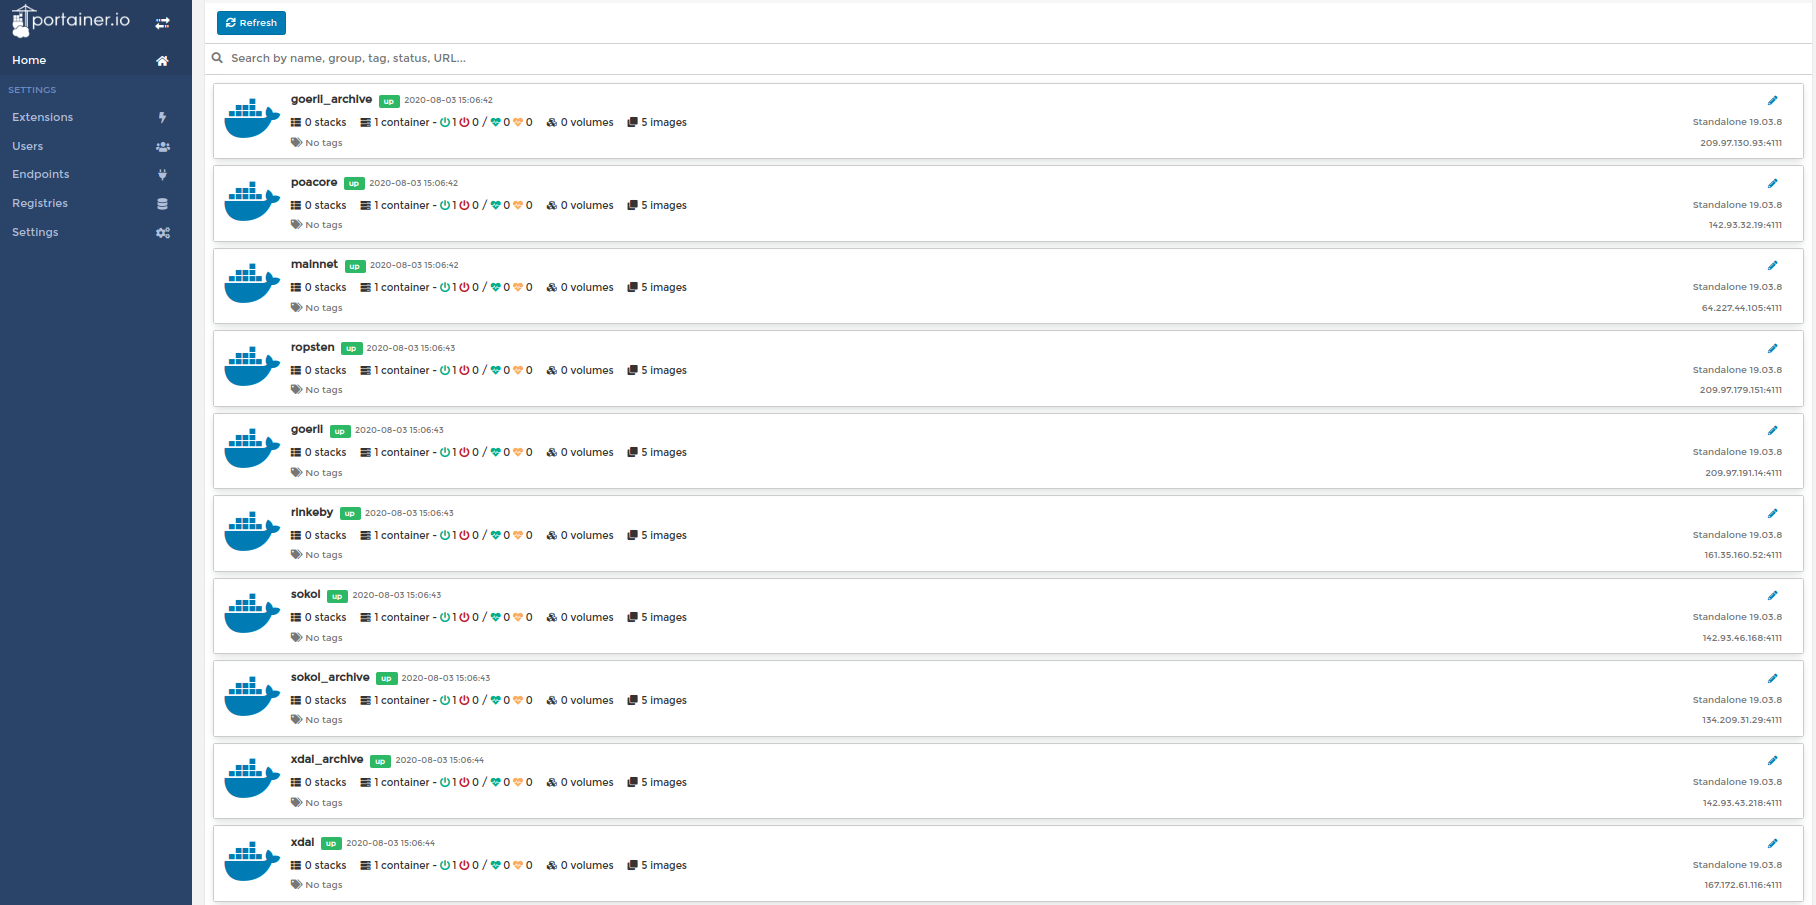 portainer.io
Home
SETTINGS
Extensions
Users
Endpoints
Registries
Settings
Refresh
Search by name, group, tag, status, URL...
goerli_archive up 2020-08-03 15:06:42
0 stacks 1 container - 1 0 / 0 0 0 volumes 5 images Standalone 19.03.8
No tags 209.97.130.93:4111
poacore up 2020-08-03 15:06:42
0 stacks 1 container - 1 0 / 0 0 0 volumes 5 images Standalone 19.03.8
No tags 142.93.32.19:4111
mainnet up 2020-08-03 15:06:42
0 stacks 1 container - 1 0 / 0 0 0 volumes 5 images Standalone 19.03.8
No tags 64.227.44.105:4111
ropsten up 2020-08-03 15:06:43
0 stacks 1 container - 1 0 / 0 0 0 volumes 5 images Standalone 19.03.8
No tags 209.97.179.151:4111
goerli up 2020-08-03 15:06:43
0 stacks 1 container - 1 0 / 0 0 0 volumes 5 images Standalone 19.03.8
No tags 209.97.191.14:4111
rinkeby up 2020-08-03 15:06:43
0 stacks 1 container - 1 0 / 0 0 0 volumes 5 images Standalone 19.03.8
No tags 161.35.160.52:4111
sokol up 2020-08-03 15:06:43
0 stacks 1 container - 1 0 / 0 0 0 volumes 5 images Standalone 19.03.8
No tags 142.93.46.168:4111
sokol_archive up 2020-08-03 15:06:43
0 stacks 1 container - 1 0 / 0 0 0 volumes 5 images Standalone 19.03.8
No tags 134.209.31.29:4111
xdai_archive up 2020-08-03 15:06:44
0 stacks 1 container - 1 0 / 0 0 0 volumes 5 images Standalone 19.03.8
No tags 142.93.43.218:4111
xdai up 2020-08-03 15:06:44
0 stacks 1 container - 1 0 / 0 0 0 volumes 5 images Standalone 19.03.8
No tags 167.172.61.116:4111